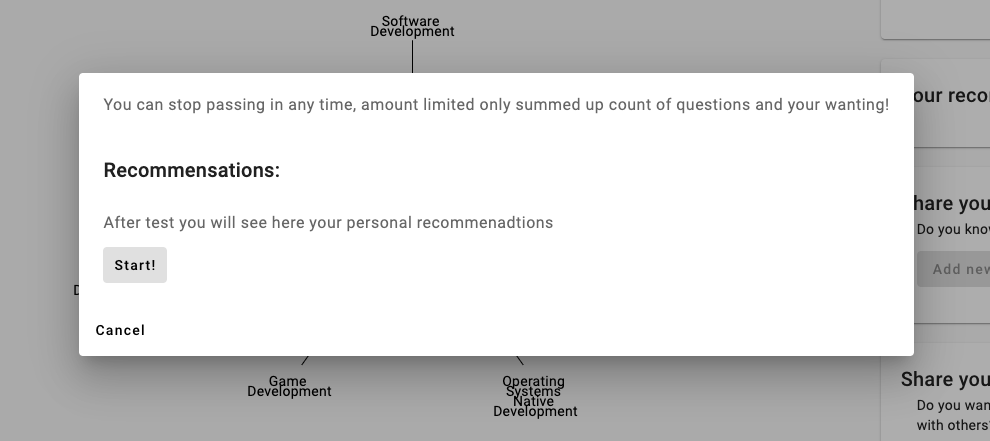 Software
Development
You can stop passing in any time, amount limited only summed up count of questions and your wanting!
Recommensations:
After test you will see here your personal recommenadtions
Start!
Cancel
Game
Development
Operating
Systems
Native
Development
our reco
hare you
Do you know
Add new
Share you
Do you wan
with others?